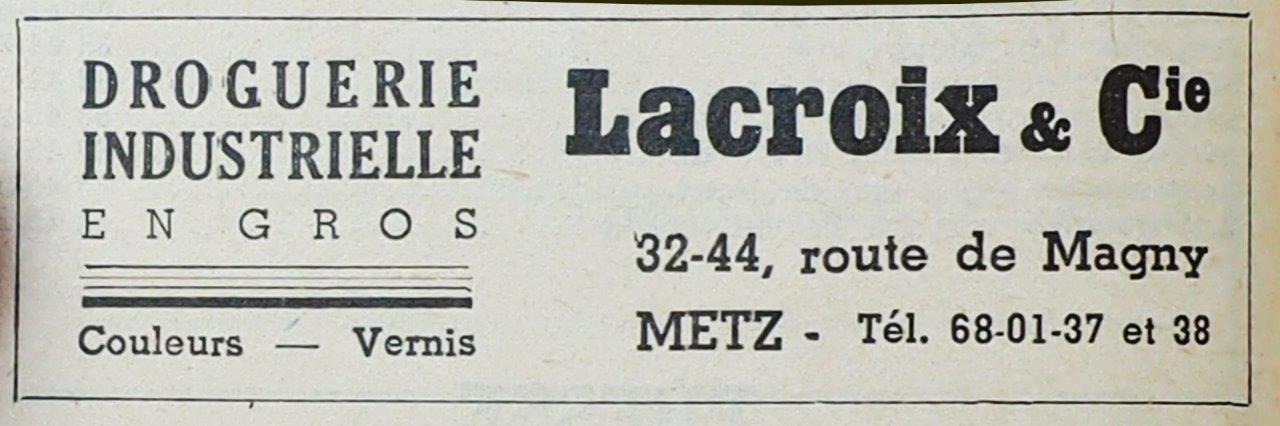 DROGUERIE
INDUSTRIELLE
EN GROS
Couleurs — Vernis
Lacroix & Cie
32-44, route de Magny
METZ - Tél. 68-01-37 et 38